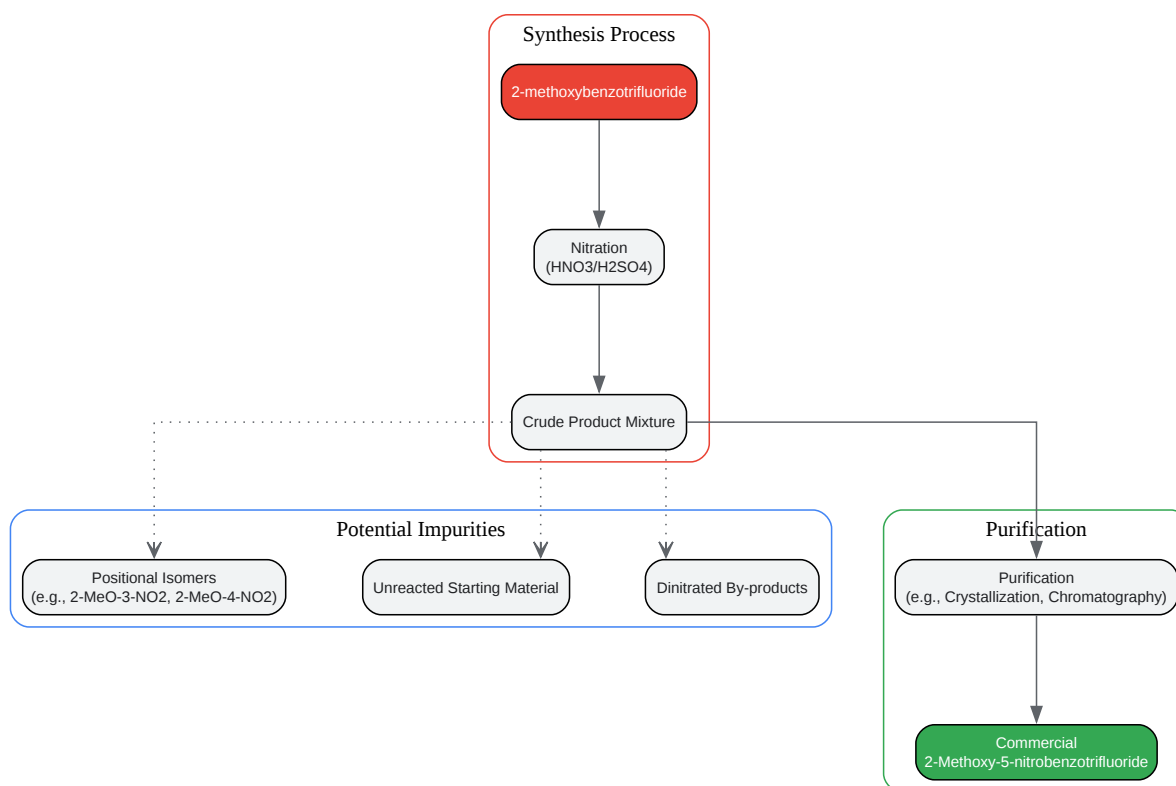 Synthesis Process
2-methoxybenzotrifluoride
Nitration
(HNO3/H2SO4)
Crude Product Mixture
Potential Impurities
Positional Isomers
(e.g., 2-MeO-3-NO2, 2-MeO-4-NO2)
Unreacted Starting Material
Dinitrated By-products
Purification
Purification
(e.g., Crystallization, Chromatography)
Commercial
2-Methoxy-5-nitrobenzotrifluoride